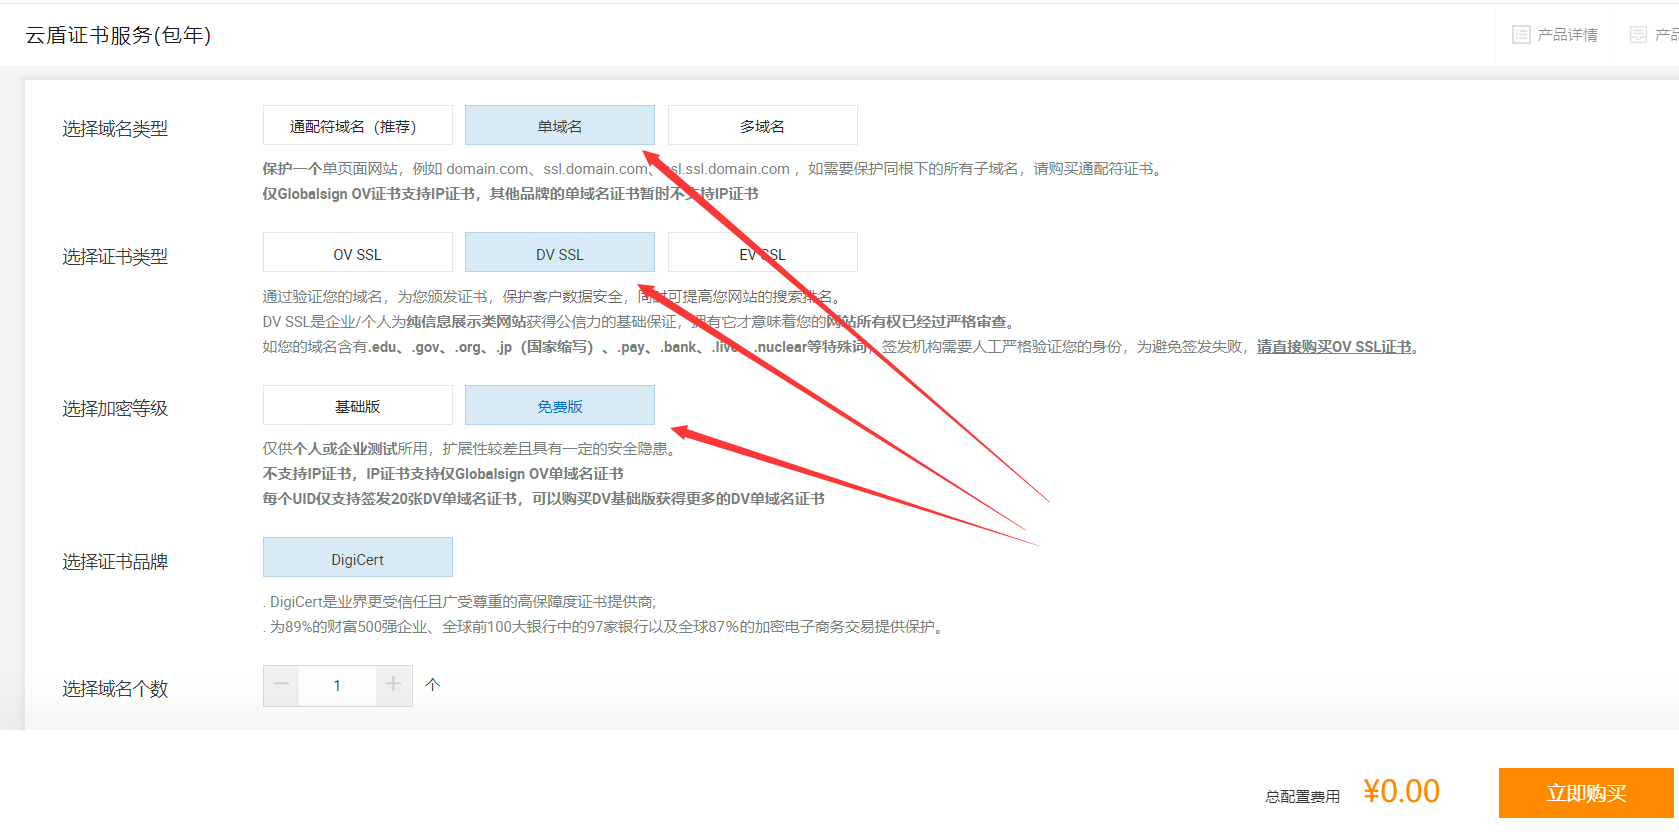 云盾证书服务(包年)
产品详情
产品
选择域名类型
通配符域名（推荐）
单域名
多域名
保护一个单页面网站，例如 domain.com、ssl.domain.com、ssl.ssl.domain.com ，如需要保护同根下的所有子域名，请购买通配符证书。
仅Globalsign OV证书支持IP证书，其他品牌的单域名证书暂时不支持IP证书
选择证书类型
OV SSL
DV SSL
EV SSL
通过验证您的域名，为您颁发证书，保护客户数据安全，同时可提高您网站的搜索排名。
DV SSL是企业/个人为纯信息展示类网站获得公信力的基础保证，拥有它才意味着您的网站所有权已经过严格审查。
如您的域名含有.edu、.gov、.org、.jp（国家缩写）、.pay、.bank、.live、.nuclear等特殊词，签发机构需要人工严格验证您的身份，为避免签发失败，请直接购买OV SSL证书。
选择加密等级
基础版
免费版
仅供个人或企业测试所用，扩展性较差且具有一定的安全隐患。
不支持IP证书，IP证书支持仅Globalsign OV单域名证书
每个UID仅支持签发20张DV单域名证书，可以购买DV基础版获得更多的DV单域名证书
选择证书品牌
DigiCert
. DigiCert是业界更受信任且广受尊重的高保障度证书提供商;
. 为89%的财富500强企业、全球前100大银行中的97家银行以及全球87%的加密电子商务交易提供保护。
选择域名个数
1
个
总配置费用
¥0.00
立即购买